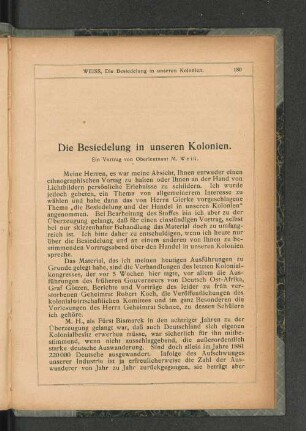 WEISS, Die Besiedelung in unseren Kolonien.
Die Besiedelung in unseren Kolonien.
Ein Vortrag von Oberleutnant M. Weiß.
Meine Herren, es war meine Absicht, Ihnen entweder einen
ethnographischen Vortrag zu halten oder Ihnen an der Hand von
Lichtbildern persönliche Erlebnisse zu schildern. Ich wurde
jedoch gebeten, ein Thema von allgemeinerem Interesse zu
wählen und habe dann das von Herrn Gierke vorgeschlagene
Thema „die Besiedelung und der Handel in unseren Kolonien“
angenommen. Bei Bearbeitung des Stoffes bin ich aber zu der
Überzeugung gelangt, daß für einen einstündigen Vortrag, selbst
bei nur skizzenhafter Behandlung das Material doch zu umfang-
reich ist. Ich bitte daher zu entschuldigen, wenn ich heute nur
über die Besiedelung und an einem anderen von Ihnen zu be-
stimmenden Vortragsabend über den Handel in unseren Kolonien
spreche.
Das Material, das ich meinen heutigen Ausführungen zu
Grunde gelegt habe, sind die Verhandlungen des letzten Kolonial-
kongresses, der vor 3 Wochen hier tagte, vor allem die Aus-
führungen des früheren Gouverneurs von Deutsch Ost-Afrika,
Graf Götzen, Berichte und Vorträge des leider zu früh ver-
storbenen Geheimrat Robert Koch, die Veröffentlichungen des
kolonialwirtschaftlichen Komitees und im ganz Besonderen die
Vorlesungen des Herrn Geheimrat Schone, zu dessen Schülern
ich gehöre.
M. H., als Fürst Bismarck in den achtziger Jahren zu der
Überzeugung gelangt war, daß auch Deutschland sich eigenen
Kolonialbesitz erwerben müsse, war sicherlich für ihn mitbe-
stimmend, wenn nicht ausschlaggebend, die außerordentlich
starke deutsche Auswanderung. Sind doch allein im Jahre 1881
220000 Deutsche ausgewandert. Infolge des Aufschwunges
unserer Industrie ist ja erfreulicherweise die Zahl der Aus-
wanderer von Jahr zu Jahr zurückgegangen, sie beträgt aber